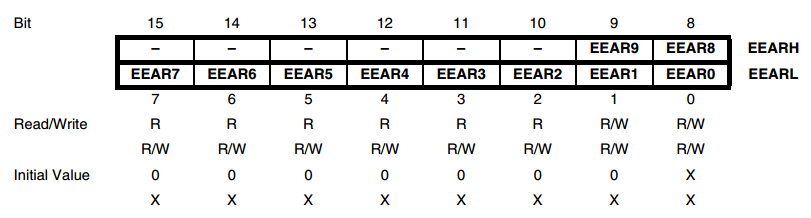 Bit 15 14 13 12 11 10 9 8
– – – – – – EEAR9 EEAR8 EEARH
EEAR7 EEAR6 EEAR5 EEAR4 EEAR3 EEAR2 EEAR1 EEAR0 EEARL
7 6 5 4 3 2 1 0
Read/Write R R R R R R R/W R/W
R/W R/W R/W R/W R/W R/W R/W R/W
Initial Value 0 0 0 0 0 0 0 X
X X X X X X X X